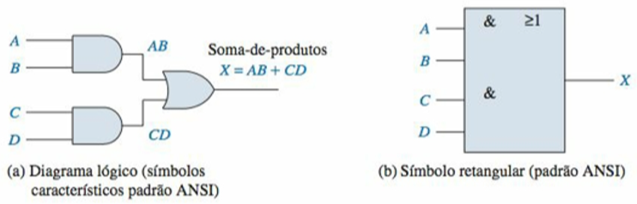 A
B
AB
Soma-de-produtos
X = AB + CD
C
D
CD
(a) Diagrama lógico (símbolos
característicos padrão ANSI)
& ≥1
A
B
&
C
D
X
(b) Símbolo retangular (padrão ANSI)